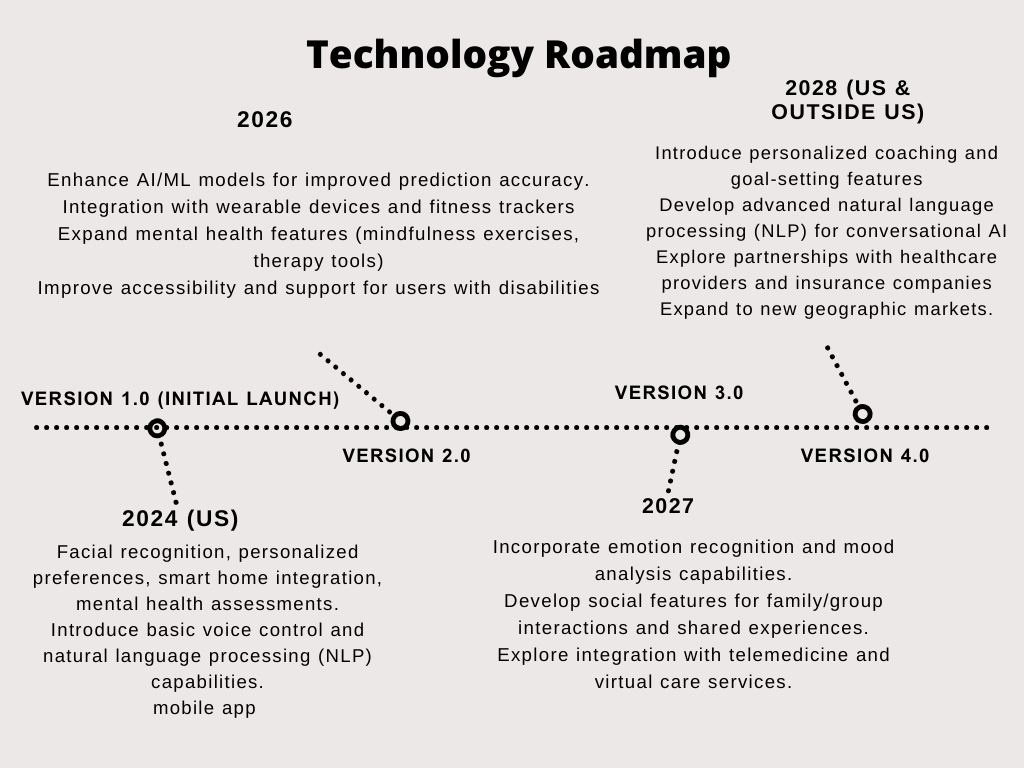 Technology Roadmap
2026
Enhance AI/ML models for improved prediction accuracy.
Integration with wearable devices and fitness trackers
Expand mental health features (mindfulness exercises,
therapy tools)
Improve accessibility and support for users with disabilities
2028 (US &
OUTSIDE US)
Introduce personalized coaching and
goal-setting features
Develop advanced natural language
processing (NLP) for conversational AI
Explore partnerships with healthcare
providers and insurance companies
Expand to new geographic markets.
VERSION 1.0 (INITIAL LAUNCH)
VERSION 2.0
VERSION 3.0
VERSION 4.0
2024 (US)
Facial recognition, personalized
preferences, smart home integration,
mental health assessments.
Introduce basic voice control and
natural language processing (NLP)
capabilities.
mobile app
2027
Incorporate emotion recognition and mood
analysis capabilities.
Develop social features for family/group
interactions and shared experiences.
Explore integration with telemedicine and
virtual care services.